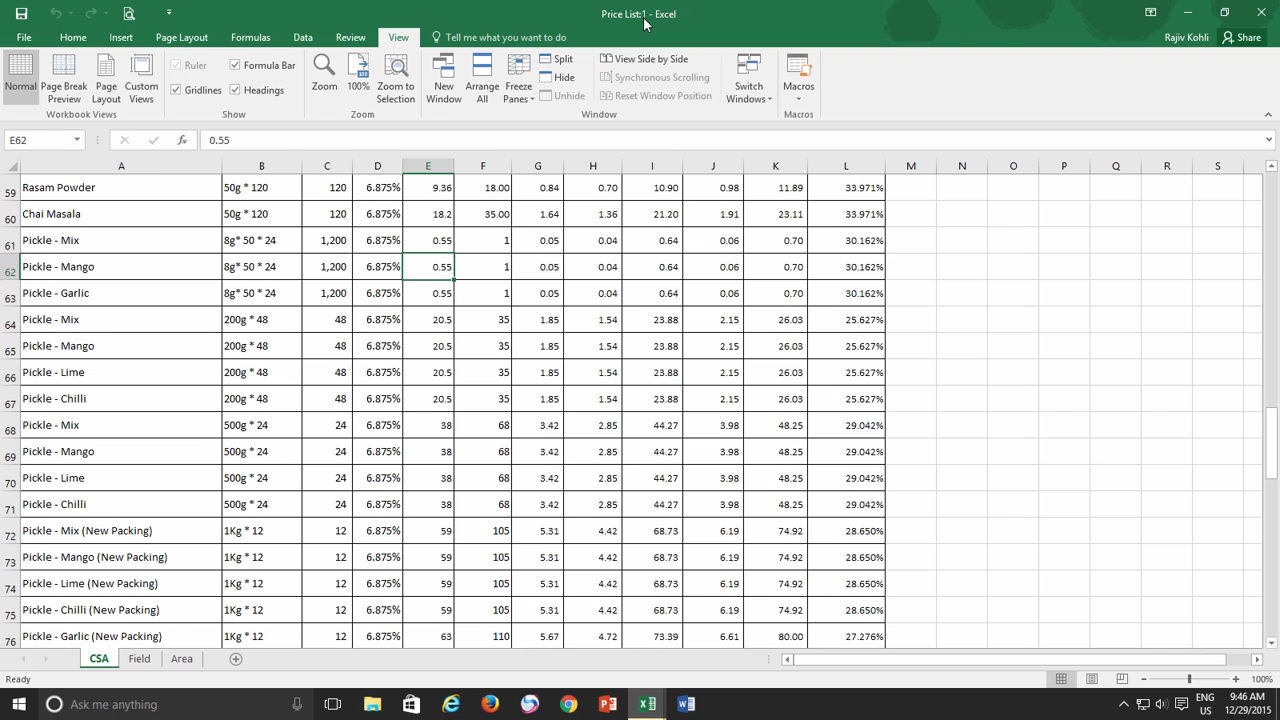 Price List:1 - Excel
File Home Insert Page Layout Formulas Data Review View Tell me what you want to do Rajiv Kohli Share
Normal Page Break Preview Page Layout Custom Views
Workbook Views
Ruler Formula Bar
Gridlines Headings
Show
Zoom 100% Zoom to Selection
Zoom
New Window Arrange All Freeze Panes
Split
Hide
Unhide
View Side by Side
Synchronous Scrolling
Reset Window Position
Switch Windows
Window
Macros
Macros
E62 fx 0.55
A B C D E F G H I J K L M N O P Q R S
59 Rasam Powder 50g * 120 120 6.875% 9.36 18.00 0.84 0.70 10.90 0.98 11.89 33.971%
60 Chai Masala 50g * 120 120 6.875% 18.2 35.00 1.64 1.36 21.20 1.91 23.11 33.971%
61 Pickle - Mix 8g* 50 * 24 1,200 6.875% 0.55 1 0.05 0.04 0.64 0.06 0.70 30.162%
62 Pickle - Mango 8g* 50 * 24 1,200 6.875% 0.55 1 0.05 0.04 0.64 0.06 0.70 30.162%
63 Pickle - Garlic 8g* 50 * 24 1,200 6.875% 0.55 1 0.05 0.04 0.64 0.06 0.70 30.162%
64 Pickle - Mix 200g * 48 48 6.875% 20.5 35 1.85 1.54 23.88 2.15 26.03 25.627%
65 Pickle - Mango 200g * 48 48 6.875% 20.5 35 1.85 1.54 23.88 2.15 26.03 25.627%
66 Pickle - Lime 200g * 48 48 6.875% 20.5 35 1.85 1.54 23.88 2.15 26.03 25.627%
67 Pickle - Chilli 200g * 48 48 6.875% 20.5 35 1.85 1.54 23.88 2.15 26.03 25.627%
68 Pickle - Mix 500g * 24 24 6.875% 38 68 3.42 2.85 44.27 3.98 48.25 29.042%
69 Pickle - Mango 500g * 24 24 6.875% 38 68 3.42 2.85 44.27 3.98 48.25 29.042%
70 Pickle - Lime 500g * 24 24 6.875% 38 68 3.42 2.85 44.27 3.98 48.25 29.042%
71 Pickle - Chilli 500g * 24 24 6.875% 38 68 3.42 2.85 44.27 3.98 48.25 29.042%
72 Pickle - Mix (New Packing) 1Kg * 12 12 6.875% 59 105 5.31 4.42 68.73 6.19 74.92 28.650%
73 Pickle - Mango (New Packing) 1Kg * 12 12 6.875% 59 105 5.31 4.42 68.73 6.19 74.92 28.650%
74 Pickle - Lime (New Packing) 1Kg * 12 12 6.875% 59 105 5.31 4.42 68.73 6.19 74.92 28.650%
75 Pickle - Chilli (New Packing) 1Kg * 12 12 6.875% 59 105 5.31 4.42 68.73 6.19 74.92 28.650%
76 Pickle - Garlic (New Packing) 1Kg * 12 12 6.875% 63 110 5.67 4.72 73.39 6.61 80.00 27.276%
CSA Field Area
Ready 100%
Ask me anything
ENG 9:46 AM
US 12/29/2015